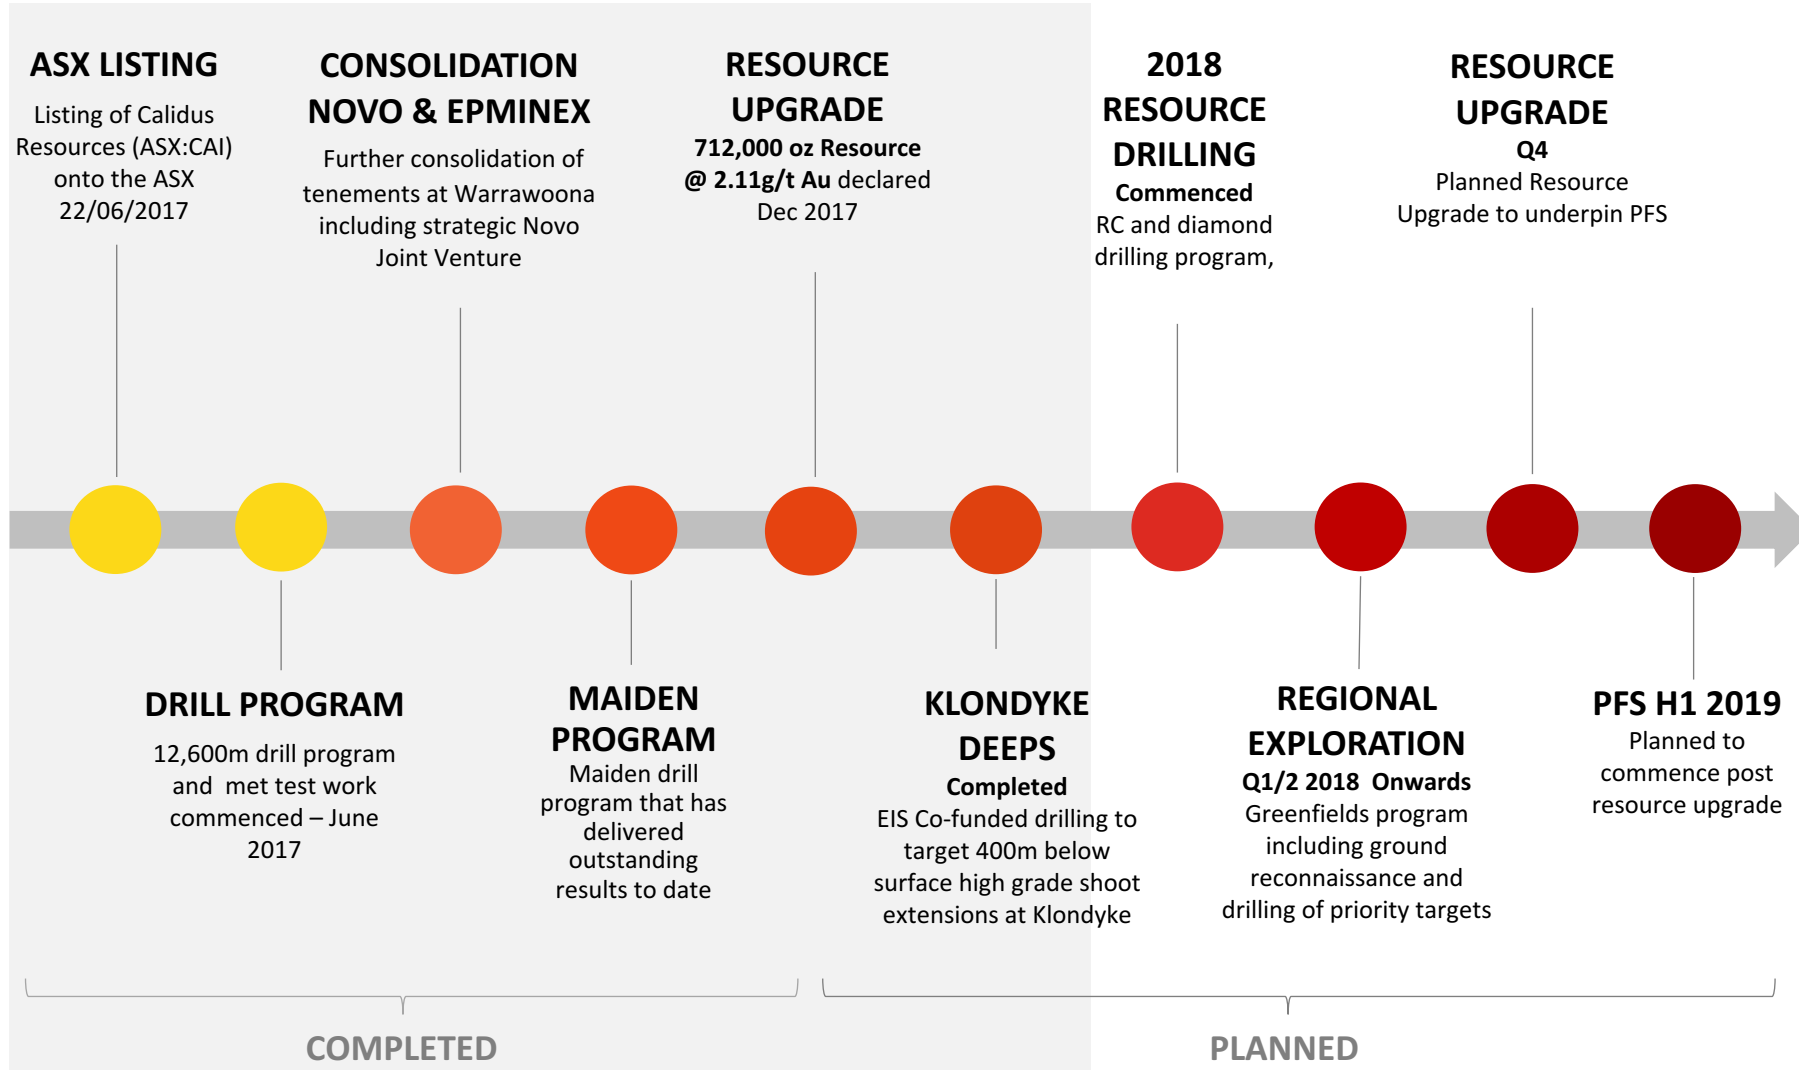 ASX LISTING
Listing of Calidus
Resources (ASX:CAI)
onto the ASX
22/06/2017
CONSOLIDATION
NOVO & EPMINEX
Further consolidation of
tenements at Warrawoona
including strategic Novo
Joint Venture
RESOURCE
UPGRADE
712,000 oz Resource
@ 2.11g/t Au declared
Dec 2017
2018
RESOURCE
DRILLING
Commenced
RC and diamond
drilling program,
RESOURCE
UPGRADE
Q4
Planned Resource
Upgrade to underpin PFS
DRILL PROGRAM
12,600m drill program
and met test work
commenced – June
2017
MAIDEN
PROGRAM
Maiden drill
program that has
delivered
outstanding
results to date
KLONDYKE
DEEPS
Completed
EIS Co-funded drilling to
target 400m below
surface high grade shoot
extensions at Klondyke
REGIONAL
EXPLORATION
Q1/2 2018 Onwards
Greenfields program
including ground
reconnaissance and
drilling of priority targets
PFS H1 2019
Planned to
commence post
resource upgrade
COMPLETED
PLANNED